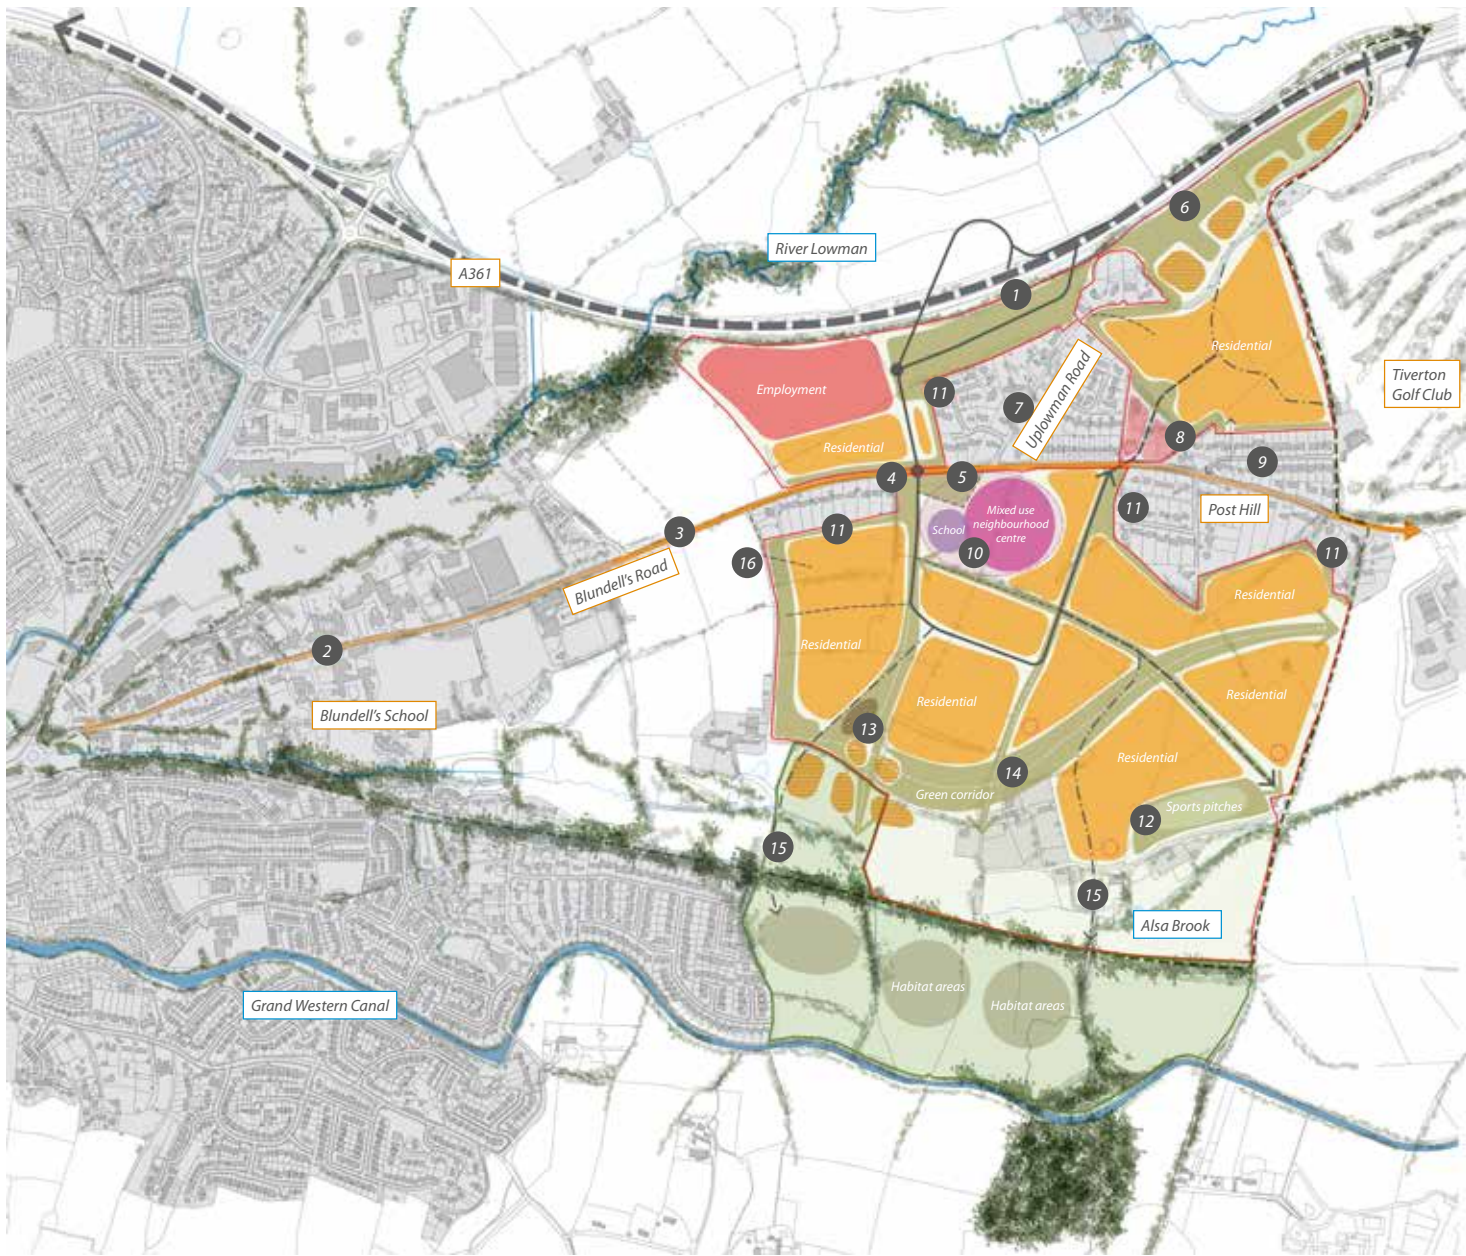 6
River Lowman
A361
1
Residential
Tiverton
Golf Club
Employment
11
7
Uplowman Road
8
Residential
9
4
5
Post Hill
3
School
Mixed use
neighbourhood
centre
11
11
10
11
16
Blundell's Road
Residential
2
Residential
Residential
Residential
Blundell's School
13
Residential
14
Green corridor
Sports pitches
12
15
15
Alsa Brook
Habitat areas
Habitat areas
Grand Western Canal